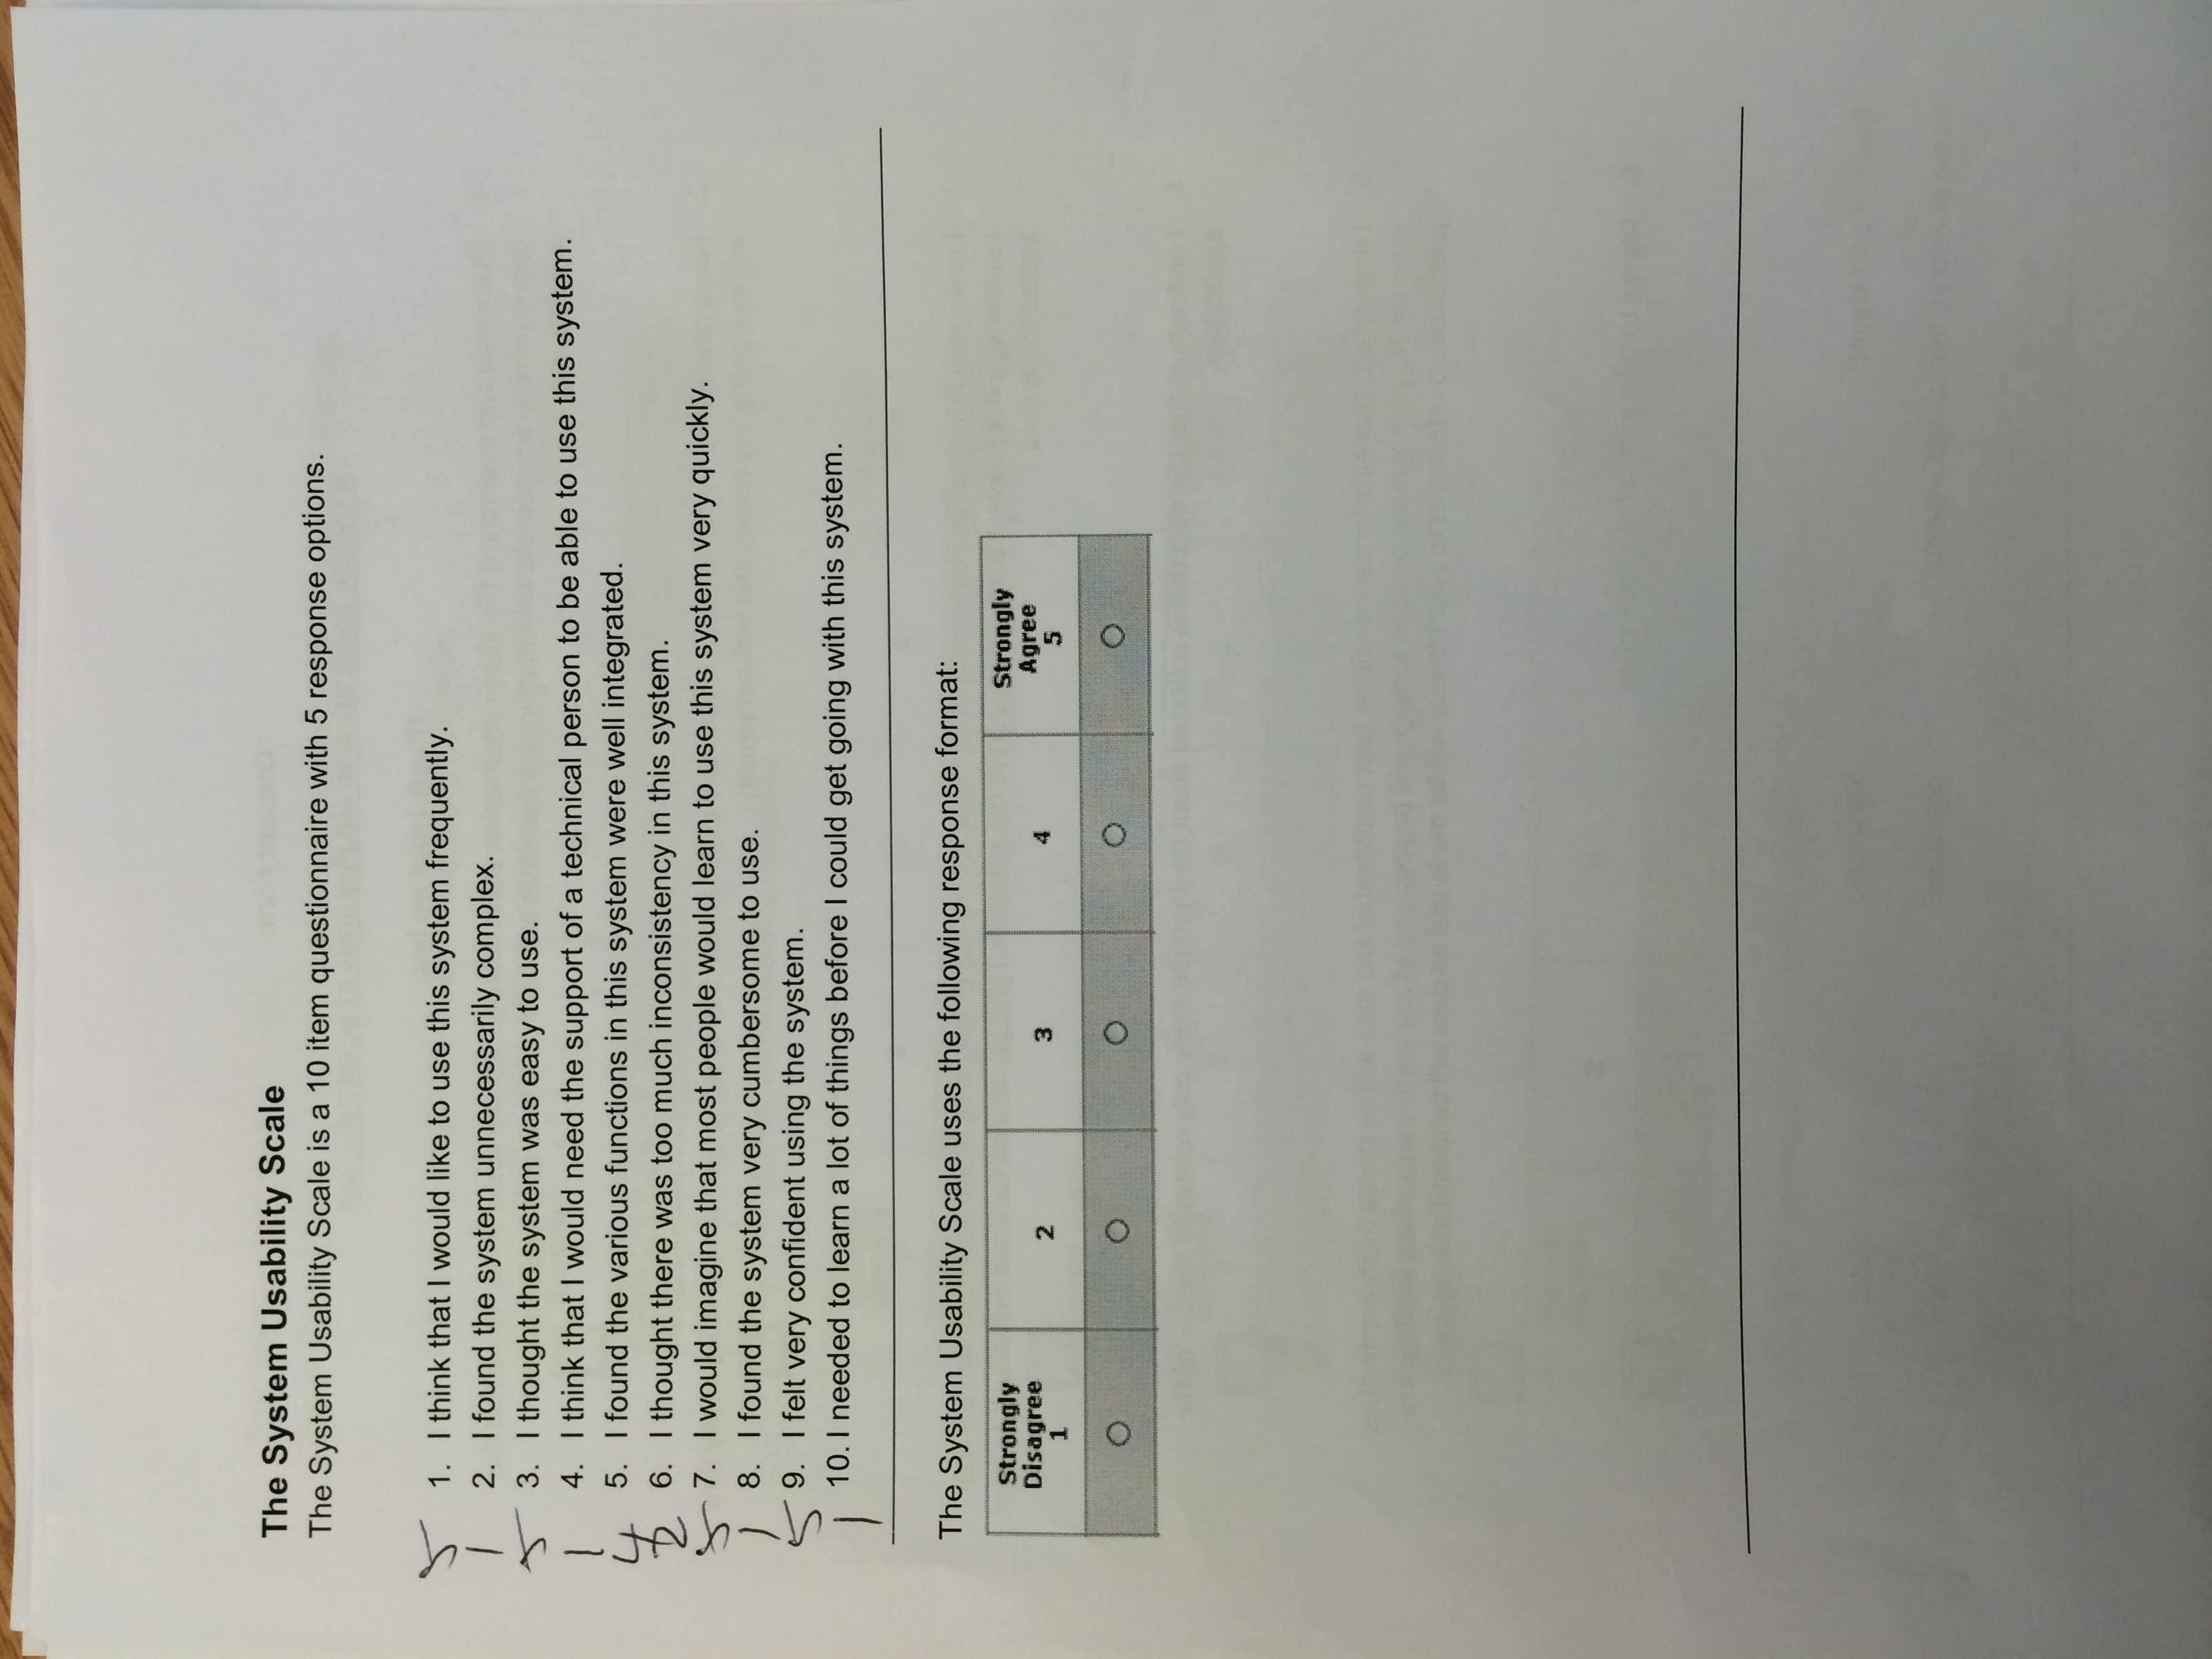 The System Usability Scale
The System Usability Scale is a 10 item questionnaire with 5 response options.
5 1. I think that I would like to use this system frequently.
1 2. I found the system unnecessarily complex.
5 3. I thought the system was easy to use.
1 4. I think that I would need the support of a technical person to be able to use this system.
4 5. I found the various functions in this system were well integrated.
2 6. I thought there was too much inconsistency in this system.
5 7. I would imagine that most people would learn to use this system very quickly.
1 8. I found the system very cumbersome to use.
5 9. I felt very confident using the system.
1 10. I needed to learn a lot of things before I could get going with this system.
The System Usability Scale uses the following response format:
Strongly Disagree 1 2 3 4 Strongly Agree 5